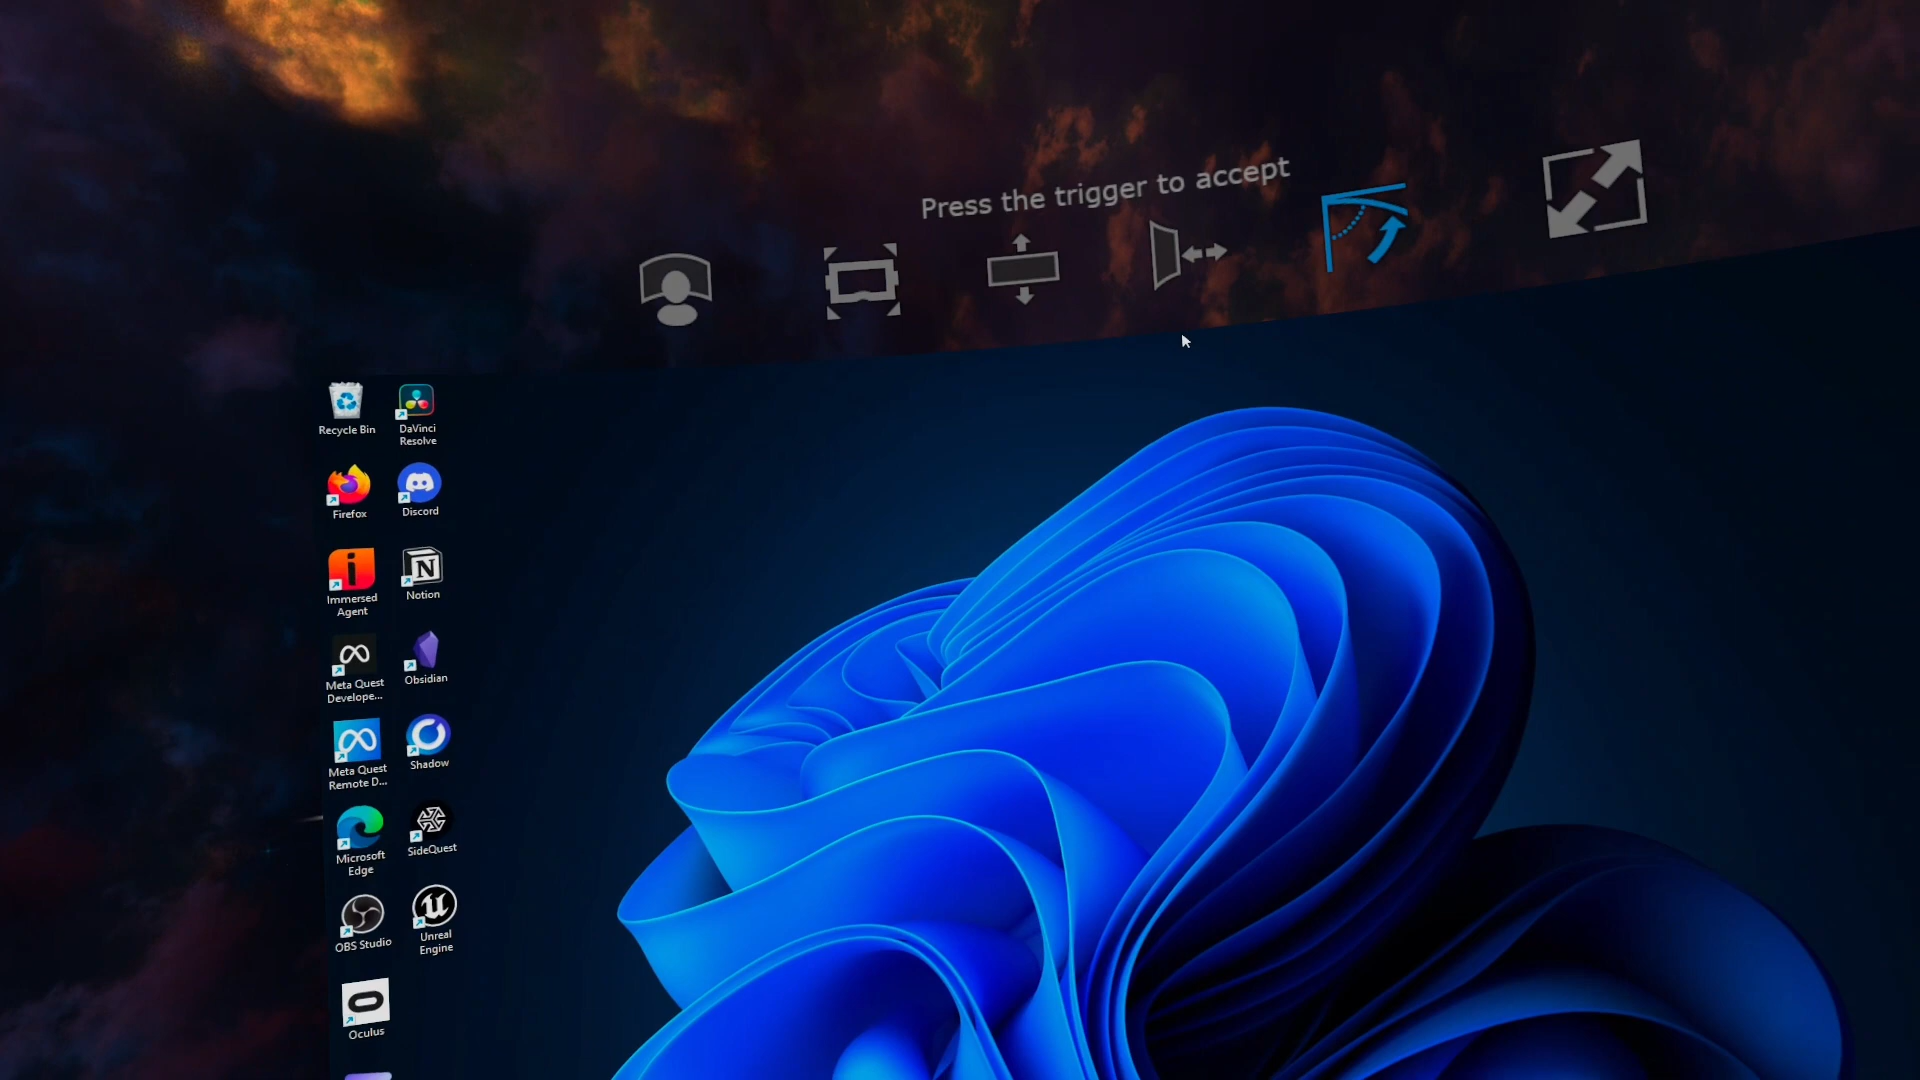 Press the trigger to accept
Recycle Bin
DaVinci
Resolve
Firefox
Discord
Immersed
Agent
Notion
Meta Quest
Develope...
Obsidian
Meta Quest
Remote D...
Shadow
Microsoft
Edge
SideQuest
OBS Studio
Unreal
Engine
Oculus